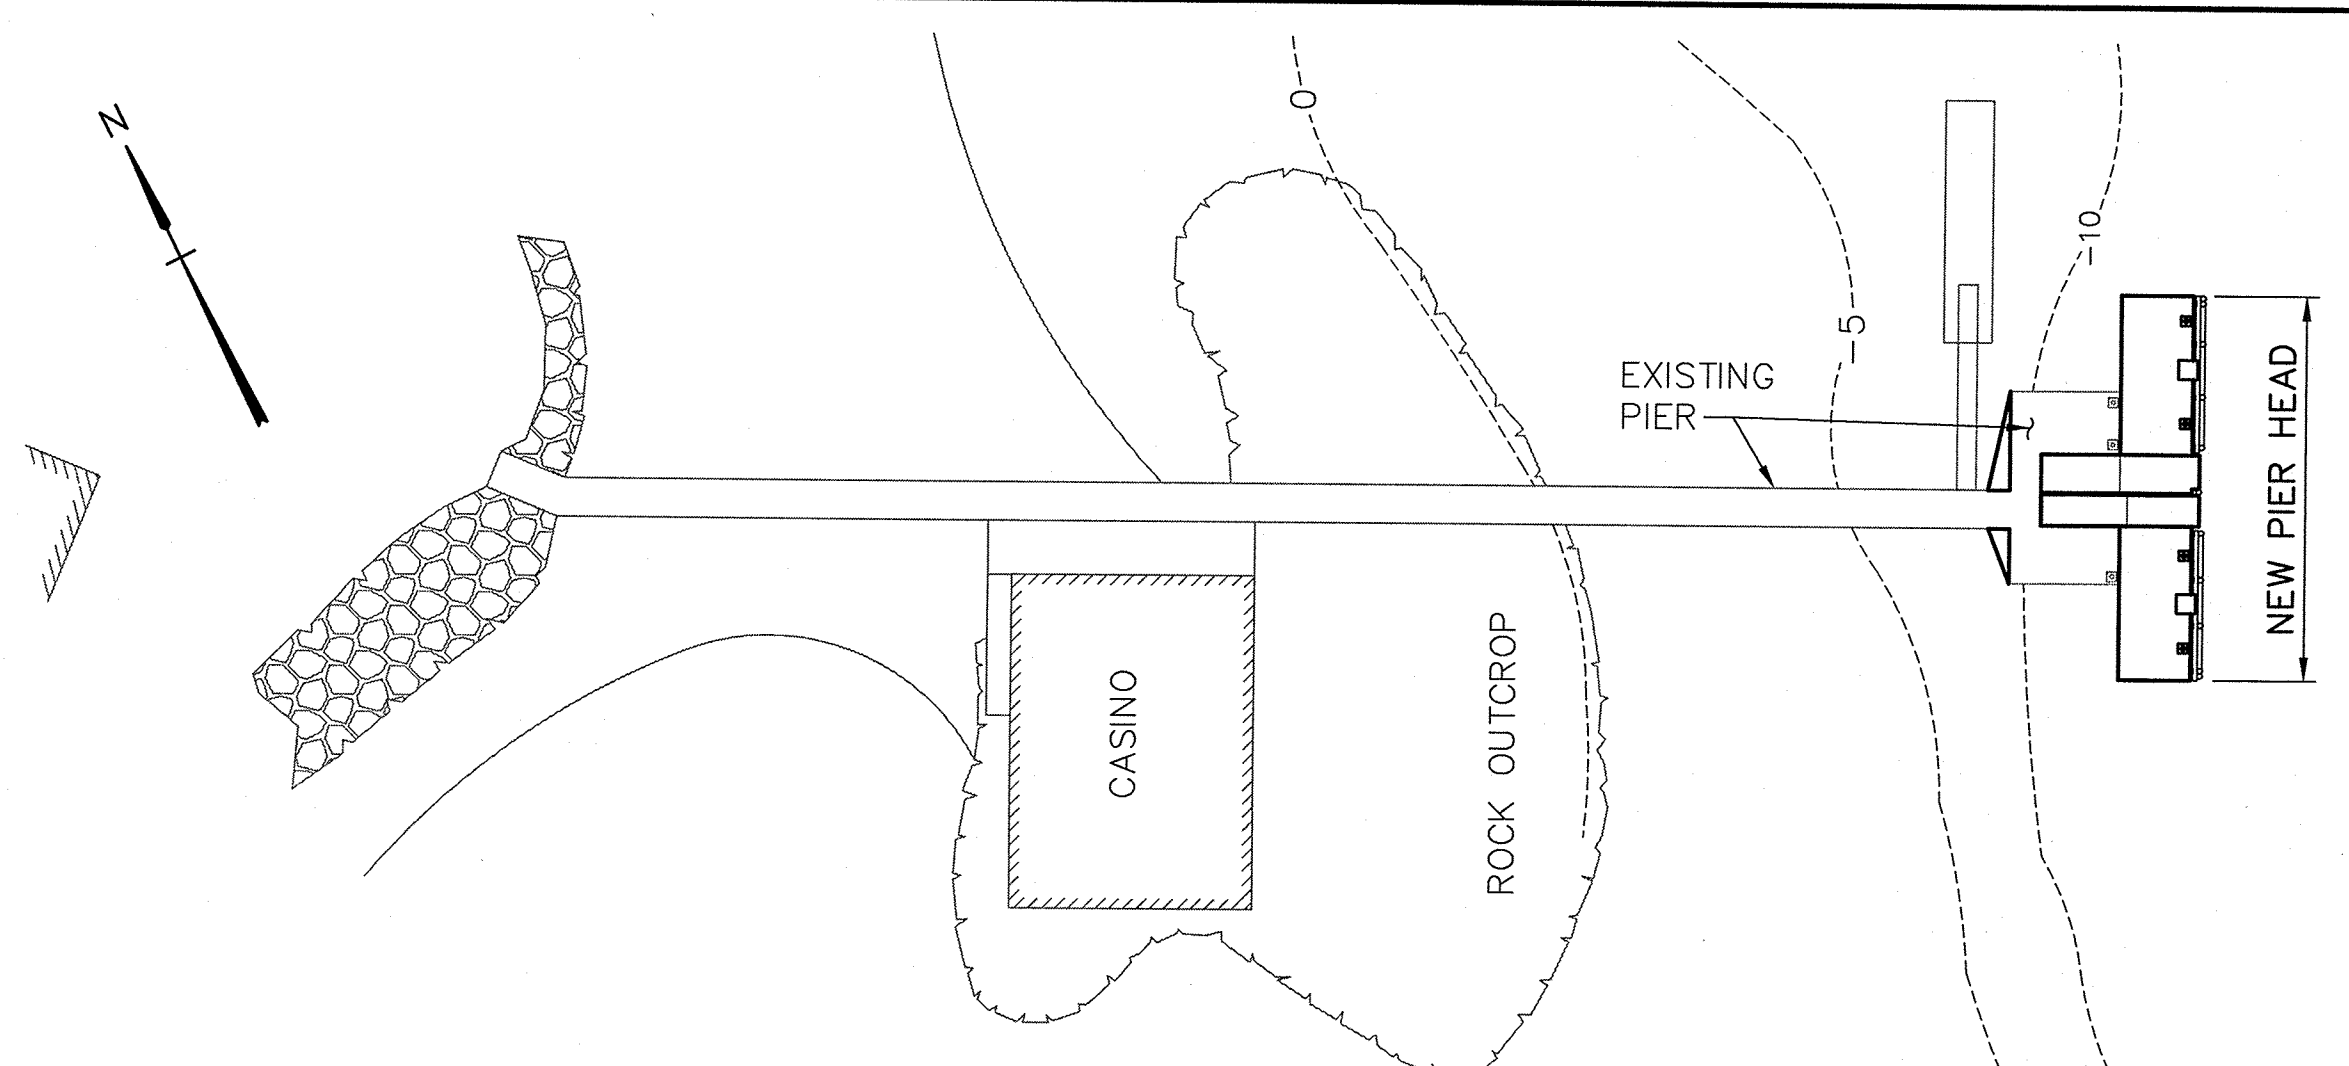 N
0
-5
-10
EXISTING
PIER
NEW PIER HEAD
CASINO
ROCK OUTCROP